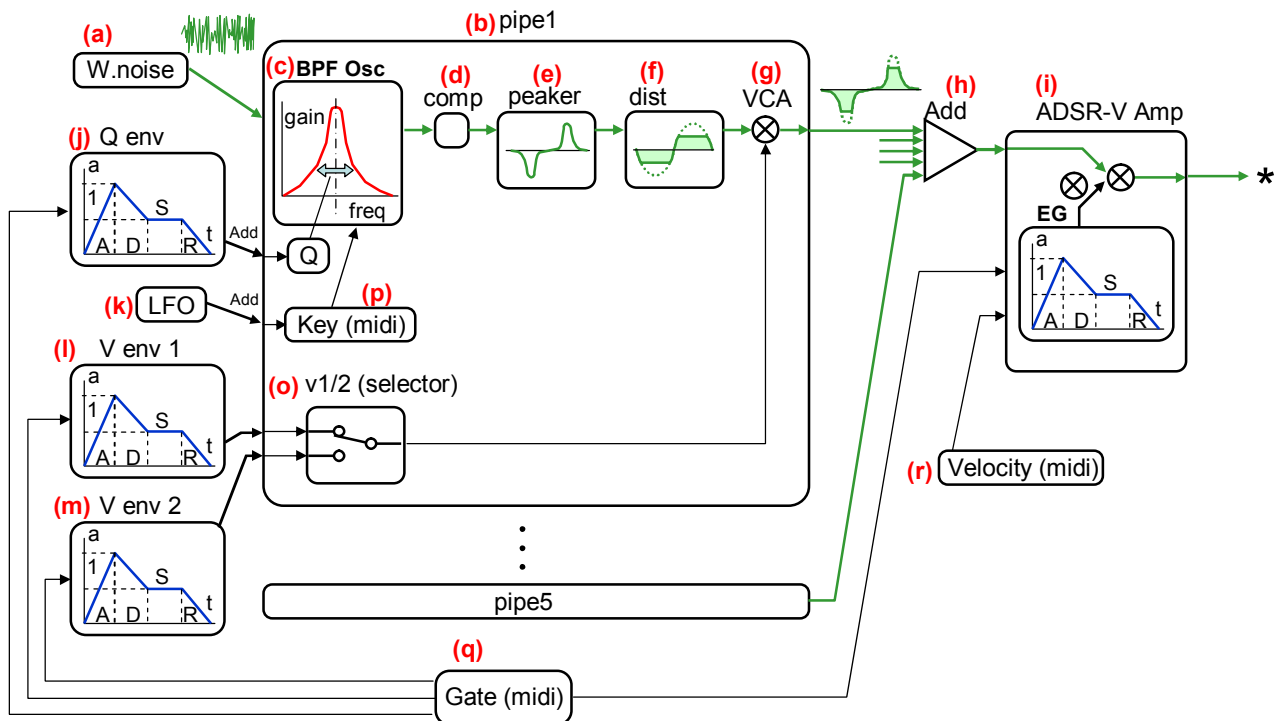 (a)
W.noise
(b) pipe1
(c) BPF Osc
gain
freq
(d)
comp
(e)
peaker
(f)
dist
(g)
VCA
(h)
Add
(i)
ADSR-V Amp
*
EG
a
1
S
t
A D R
(j) Q env
a
1
S
t
A D R
Add
Q
(k) LFO
Add
(p)
Key (midi)
(l) V env 1
a
1
S
t
A D R
(o) v1/2 (selector)
(m) V env 2
a
1
S
t
A D R
(r) Velocity (midi)
pipe5
(q)
Gate (midi)